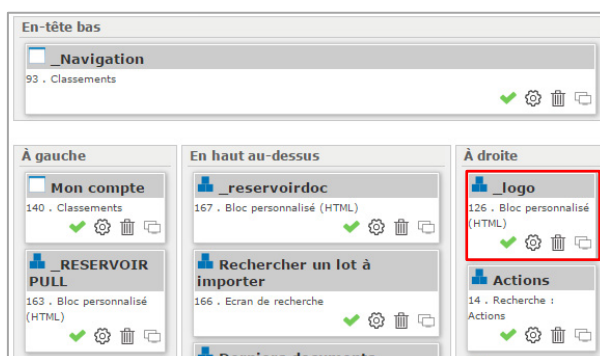 En-tête bas
_Navigation
93 . Classements
À gauche
Mon compte
140 . Classements
_RESERVOIR
PULL
163 . Bloc personnalisé
(HTML)
En haut au-dessus
_reservoirdoc
167 . Bloc personnalisé (HTML)
Rechercher un lot à
importer
166 . Ecran de recherche
Derniers documents
À droite
_logo
126 . Bloc personnalisé
(HTML)
Actions
14 . Recherche :
Actions